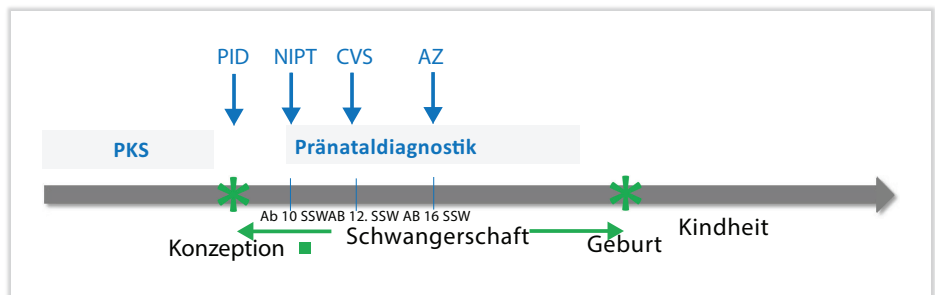 PID NIPT CVS AZ
PKS Pränataldiagnostik
Ab 10 SSW AB 12. SSW AB 16 SSW
Konzeption Schwangerschaft Geburt Kindheit